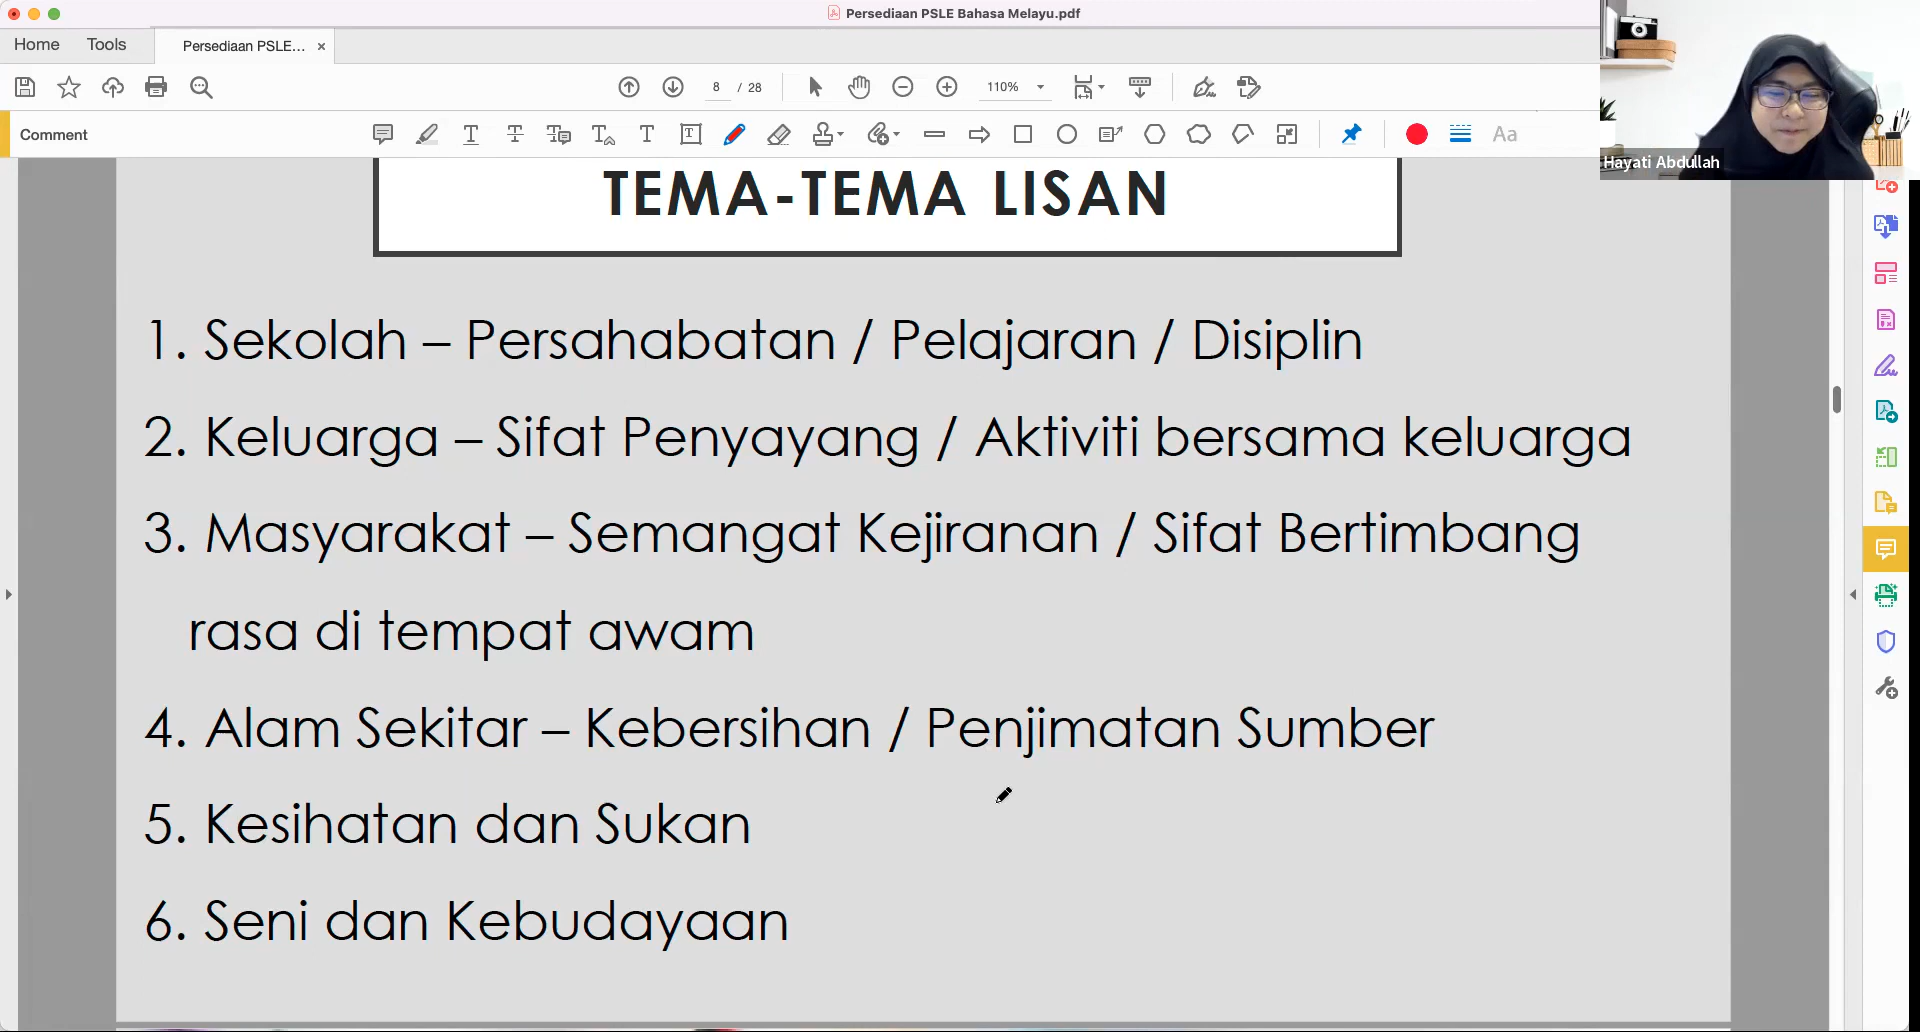 Persediaan PSLE Bahasa Melayu.pdf
Home Tools Persediaan PSLE... ×
8 / 28 110%
Comment
Aa
Hayati Abdullah
TEMA-TEMA LISAN
1. Sekolah – Persahabatan / Pelajaran / Disiplin
2. Keluarga – Sifat Penyayang / Aktiviti bersama keluarga
3. Masyarakat – Semangat Kejiranan / Sifat Bertimbang
rasa di tempat awam
4. Alam Sekitar – Kebersihan / Penjimatan Sumber
5. Kesihatan dan Sukan
6. Seni dan Kebudayaan